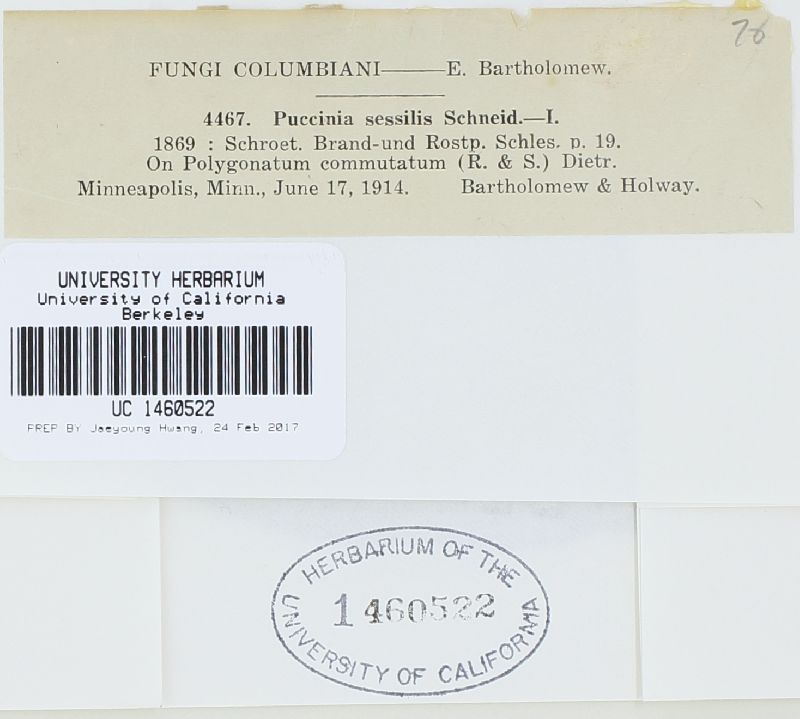 76
FUNGI COLUMBIANI———E. Bartholomew.
4467. Puccinia sessilis Schneid.—I.
1869 : Schroet. Brand-und Rostp. Schles. p. 19.
On Polygonatum commutatum (R. & S.) Dietr.
Minneapolis, Minn., June 17, 1914. Bartholomew & Holway.
UNIVERSITY HERBARIUM
University of California
Berkeley
UC 1460522
PREP BY Jaeyoung Hwang, 24 Feb 2017
HERBARIUM OF THE
1460522
UNIVERSITY OF CALIFORNIA